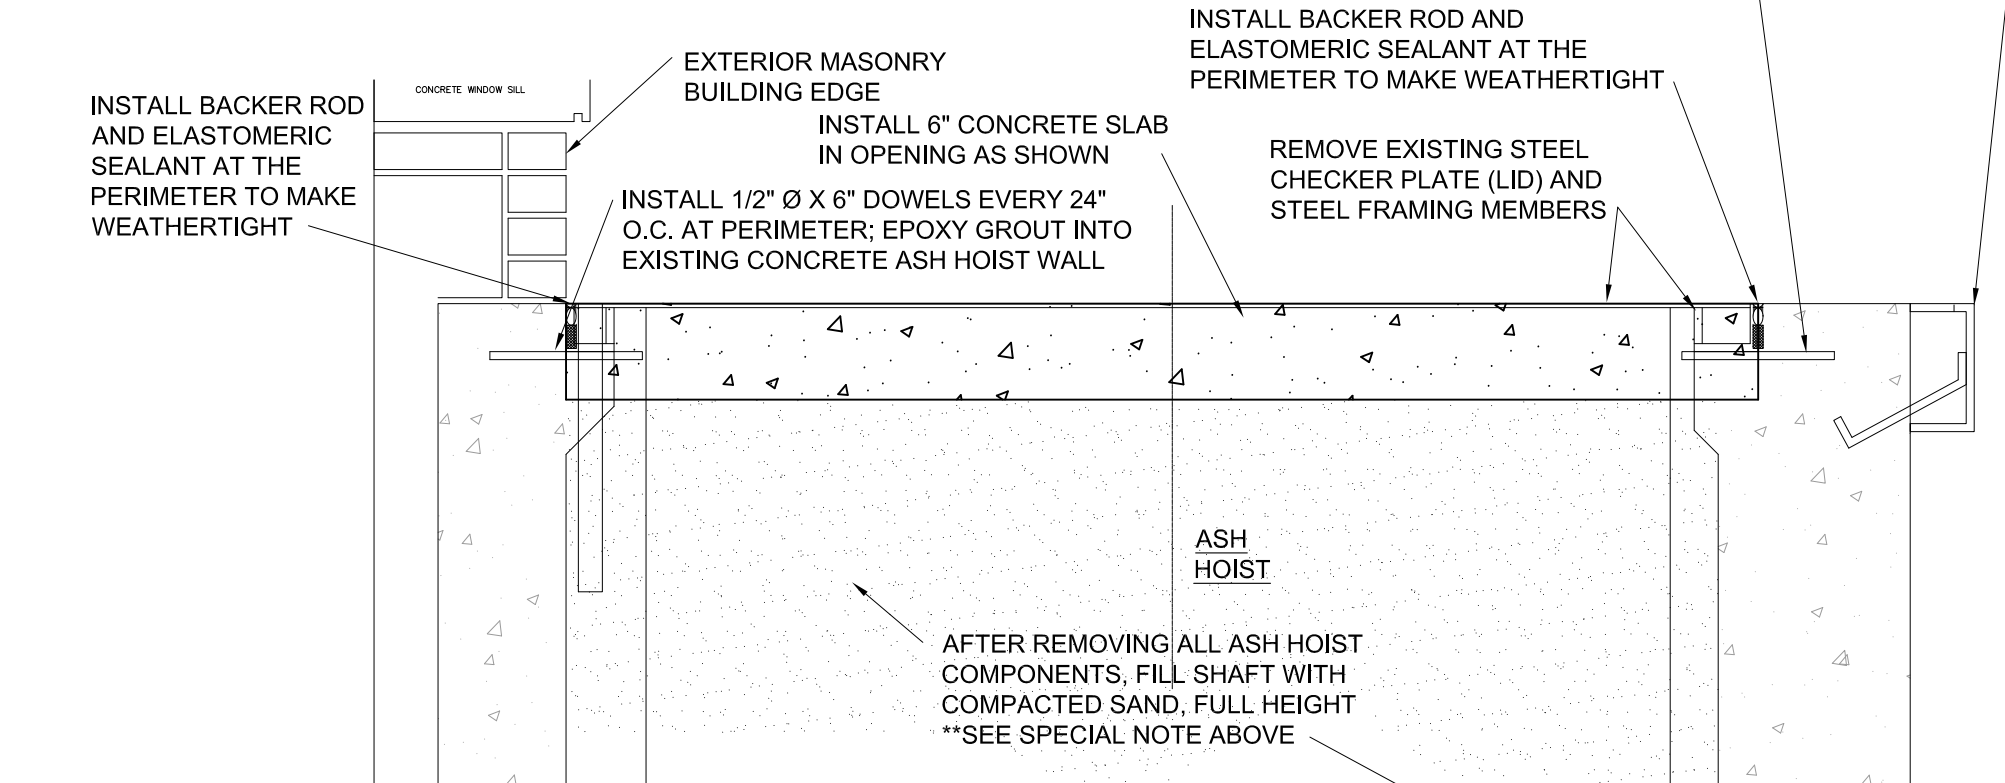 INSTALL BACKER ROD
AND ELASTOMERIC
SEALANT AT THE
PERIMETER TO MAKE
WEATHERTIGHT
CONCRETE WINDOW SILL
EXTERIOR MASONRY
BUILDING EDGE
INSTALL 6" CONCRETE SLAB
IN OPENING AS SHOWN
INSTALL 1/2" Ø X 6" DOWELS EVERY 24"
O.C. AT PERIMETER; EPOXY GROUT INTO
EXISTING CONCRETE ASH HOIST WALL
INSTALL BACKER ROD AND
ELASTOMERIC SEALANT AT THE
PERIMETER TO MAKE WEATHERTIGHT
REMOVE EXISTING STEEL
CHECKER PLATE (LID) AND
STEEL FRAMING MEMBERS
ASH
HOIST
AFTER REMOVING ALL ASH HOIST
COMPONENTS, FILL SHAFT WITH
COMPACTED SAND, FULL HEIGHT
**SEE SPECIAL NOTE ABOVE